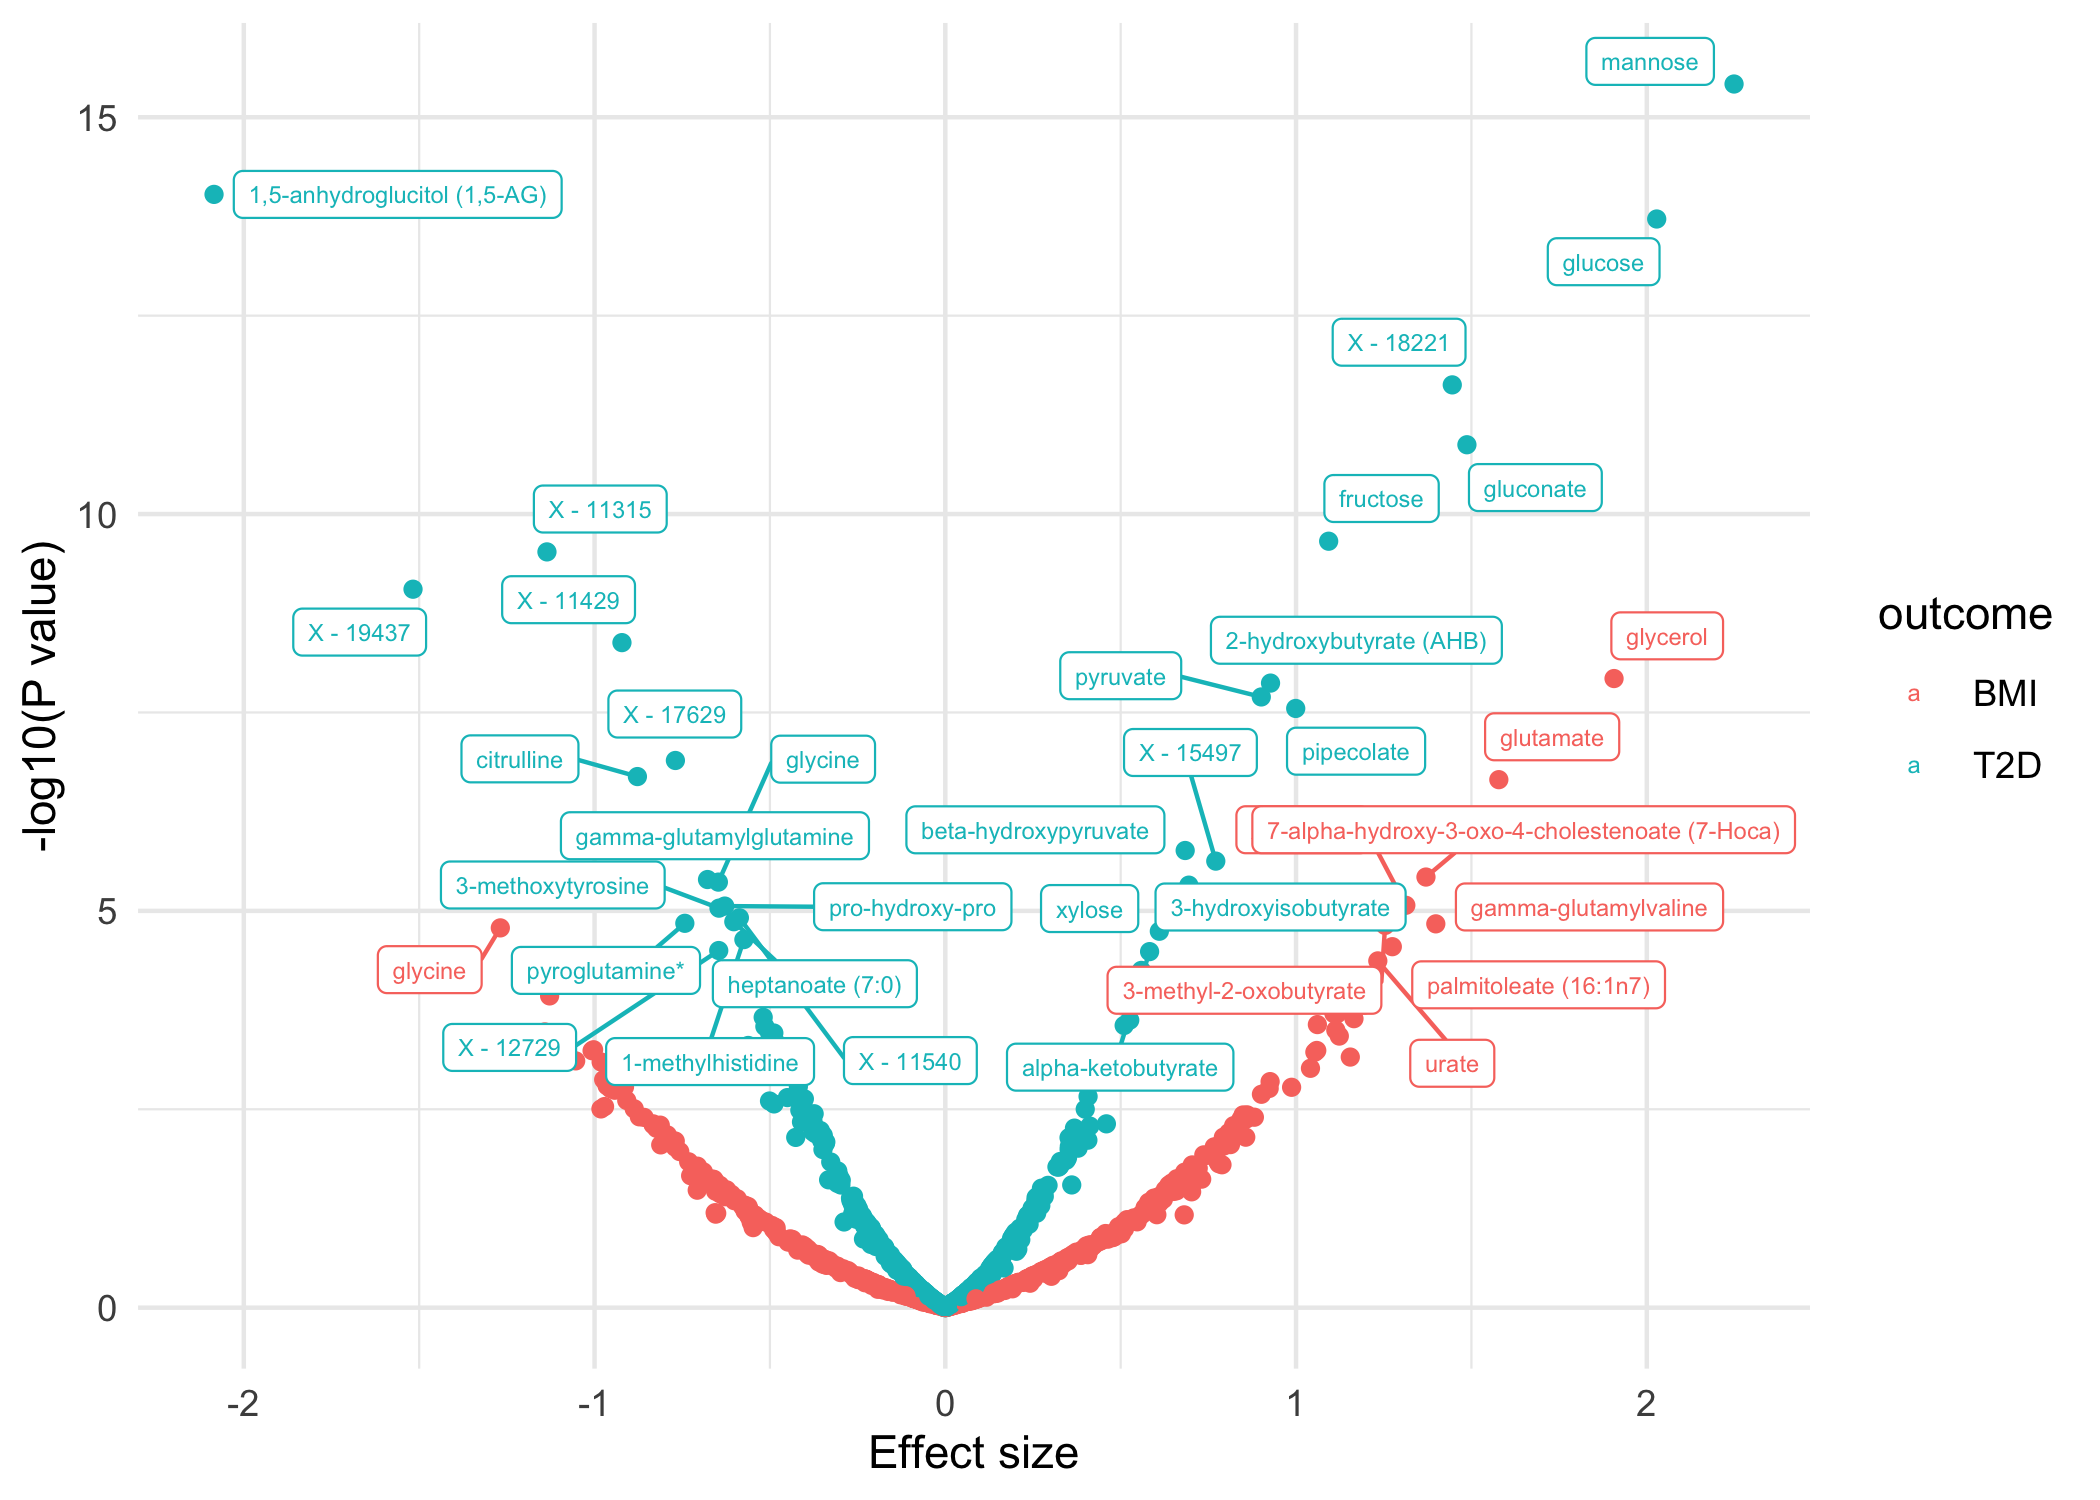 mannose
15
1,5-anhydroglucitol (1,5-AG)
glucose
X - 18221
gluconate
fructose
X - 11315
10
X - 11429
X - 19437
2-hydroxybutyrate (AHB)
glycerol
pyruvate
X - 17629
glutamate
citrulline
glycine
X - 15497
pipecolate
gamma-glutamylglutamine
beta-hydroxypyruvate
7-alpha-hydroxy-3-oxo-4-cholestenoate (7-Hoca)
3-methoxytyrosine
pro-hydroxy-pro
xylose
3-hydroxyisobutyrate
gamma-glutamylvaline
5
glycine
pyroglutamine*
heptanoate (7:0)
3-methyl-2-oxobutyrate
palmitoleate (16:1n7)
X - 12729
1-methylhistidine
X - 11540
alpha-ketobutyrate
urate
0
-2
-1
0
1
2
Effect size
-log10(P value)
outcome
a BMI
a T2D